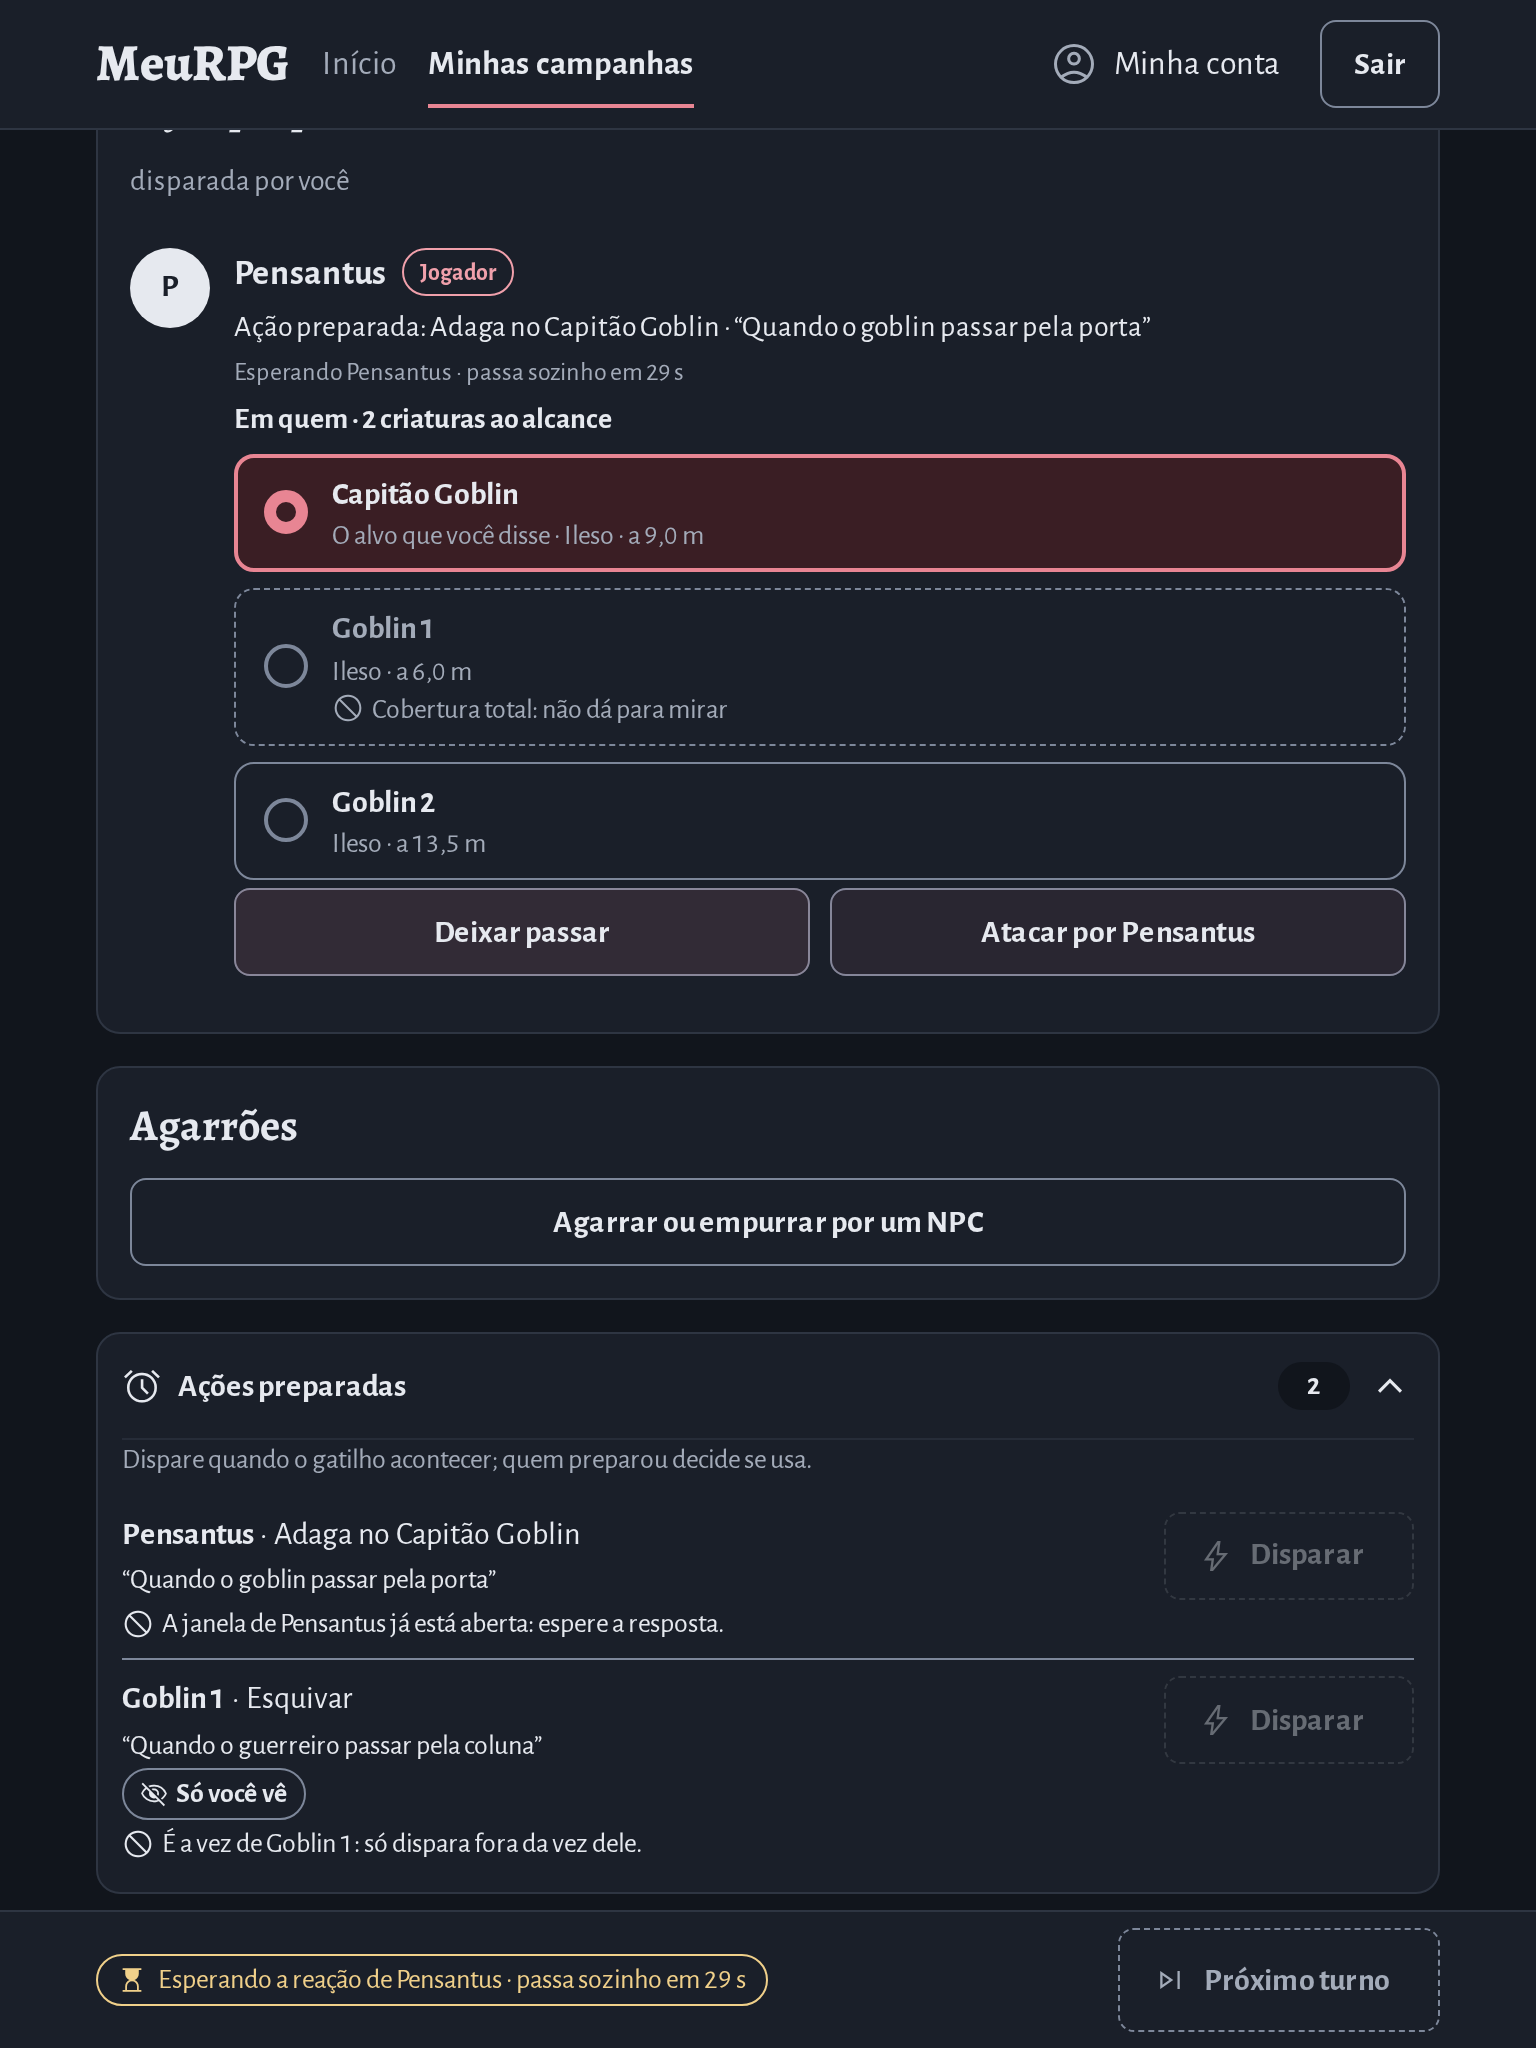 MeuRPG
Início
Minhas campanhas
Minha conta
Sair
disparada por você
P
Pensantus
Jogador
Ação preparada: Adaga no Capitão Goblin · “Quando o goblin passar pela porta”
Esperando Pensantus · passa sozinho em 29 s
Em quem · 2 criaturas ao alcance
Capitão Goblin
O alvo que você disse · Ileso · a 9,0 m
Goblin 1
Ileso · a 6,0 m
Cobertura total: não dá para mirar
Goblin 2
Ileso · a 13,5 m
Deixar passar
Atacar por Pensantus
Agarrões
Agarrar ou empurrar por um NPC
Ações preparadas
2
Dispare quando o gatilho acontecer; quem preparou decide se usa.
Pensantus · Adaga no Capitão Goblin
Disparar
“Quando o goblin passar pela porta”
A janela de Pensantus já está aberta: espere a resposta.
Goblin 1 · Esquivar
Disparar
“Quando o guerreiro passar pela coluna”
Só você vê
É a vez de Goblin 1: só dispara fora da vez dele.
Esperando a reação de Pensantus · passa sozinho em 29 s
Próximo turno